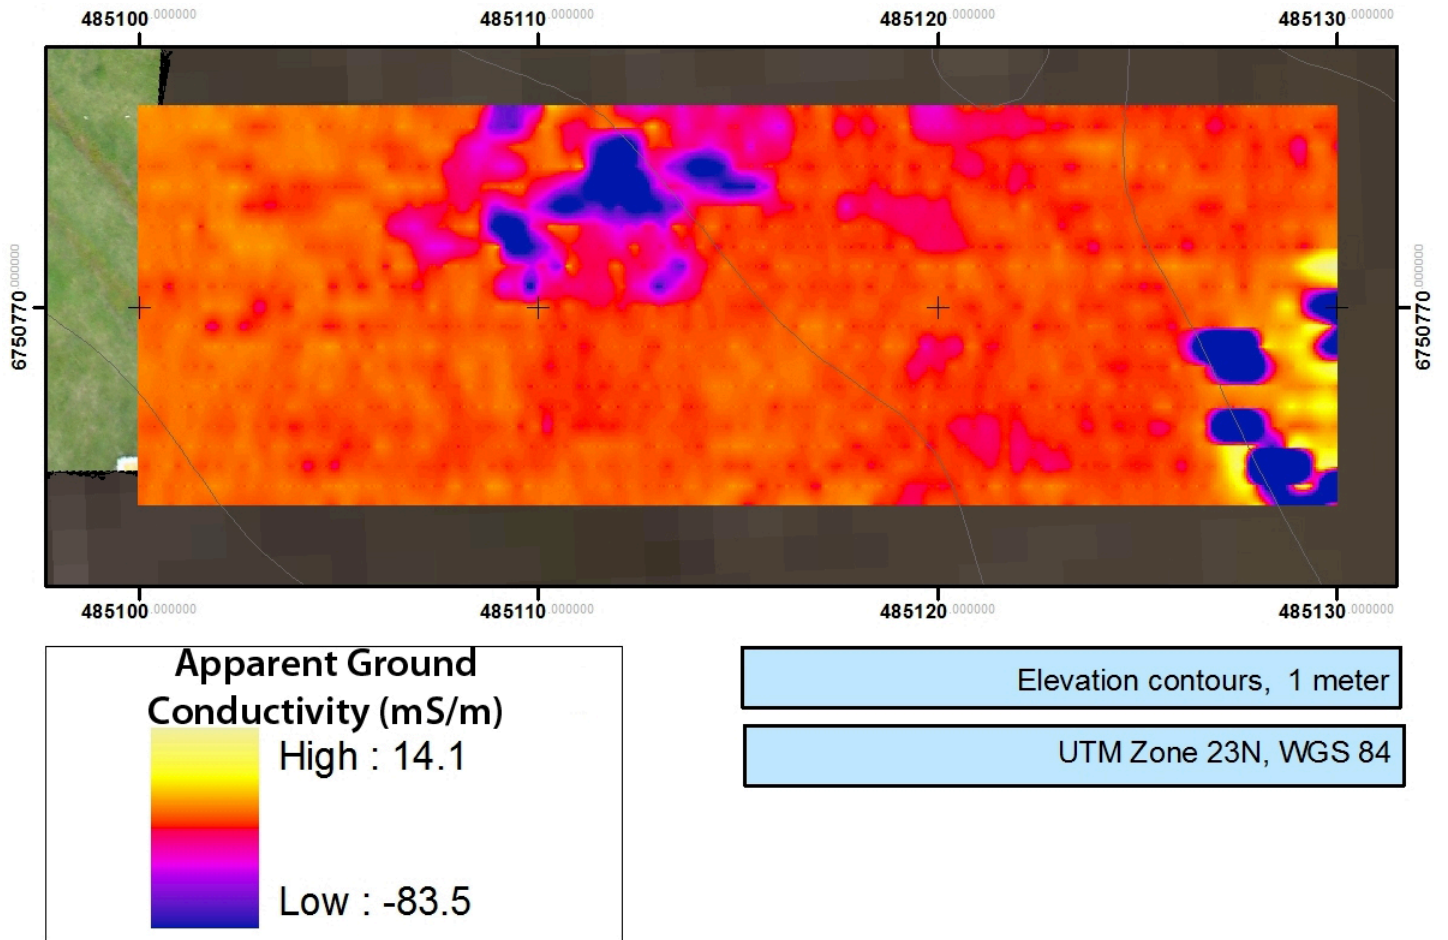 485100.000000 485110.000000 485120.000000 485130.000000
6750770.000000
6750770.000000
485100.000000 485110.000000 485120.000000 485130.000000
Apparent Ground
Conductivity (mS/m)
High : 14.1
Low : -83.5
Elevation contours, 1 meter
UTM Zone 23N, WGS 84